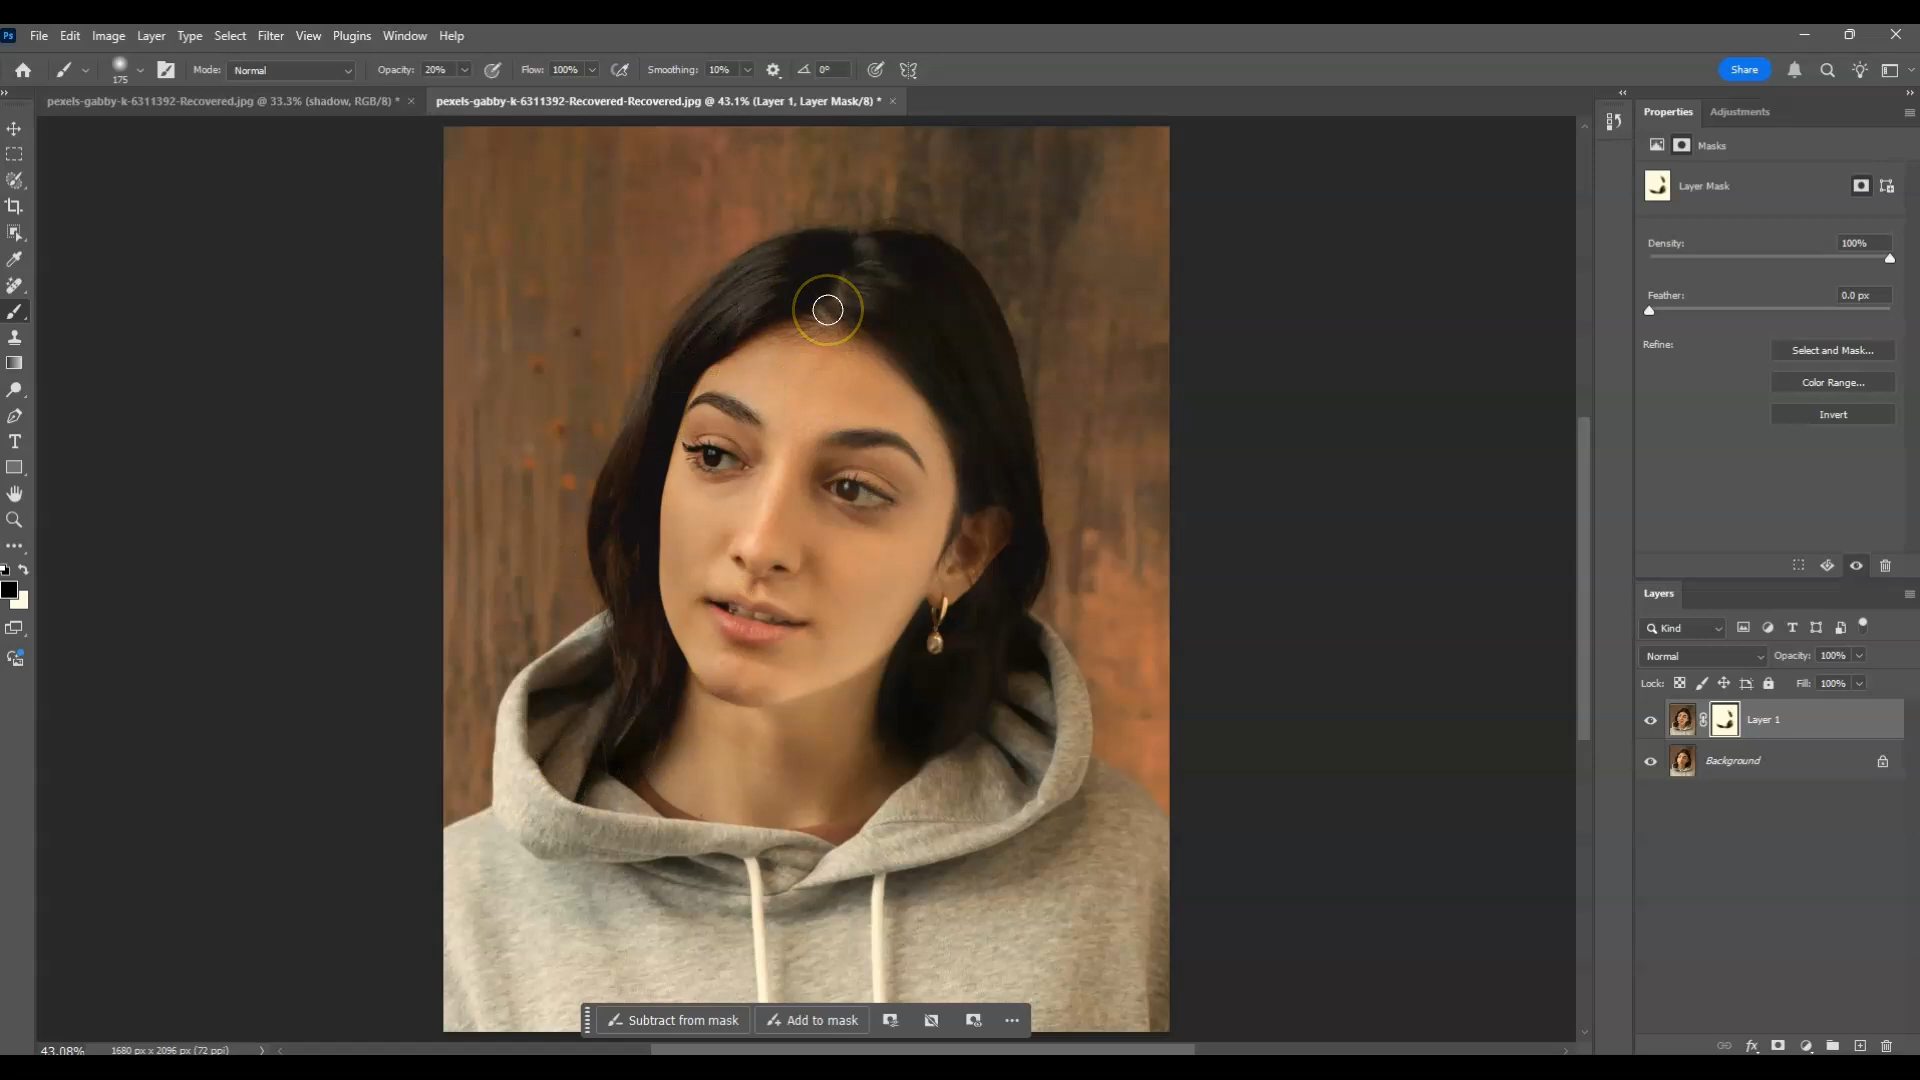 Ps File Edit Image Layer Type Select Filter View Plugins Window Help
175 Mode: Normal Opacity: 20% Flow: 100% Smoothing: 10% 0° Share
pexels-gabby-k-6311392-Recovered.jpg @ 33.3% (shadow, RGB/8) * × pexels-gabby-k-6311392-Recovered-Recovered.jpg @ 43.1% (Layer 1, Layer Mask/8) * ×
Properties Adjustments
Masks
Layer Mask
Density: 100%
Feather: 0.0 px
Refine: Select and Mask...
Color Range...
Invert
Layers
Kind
Normal Opacity: 100%
Lock: Fill: 100%
Layer 1
Background
Subtract from mask Add to mask
43.08% 1680 px x 2096 px (72 ppi)